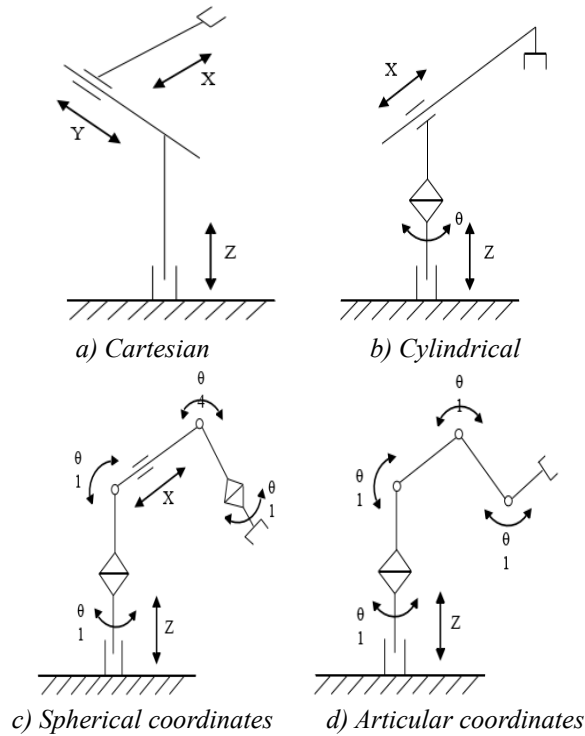 X
Y
Z
a) Cartesian
X
θ
Z
b) Cylindrical
θ
4
θ
1
X
θ
1
θ
1
Z
c) Spherical coordinates
θ
1
θ
1
θ
1
θ
1
Z
d) Articular coordinates